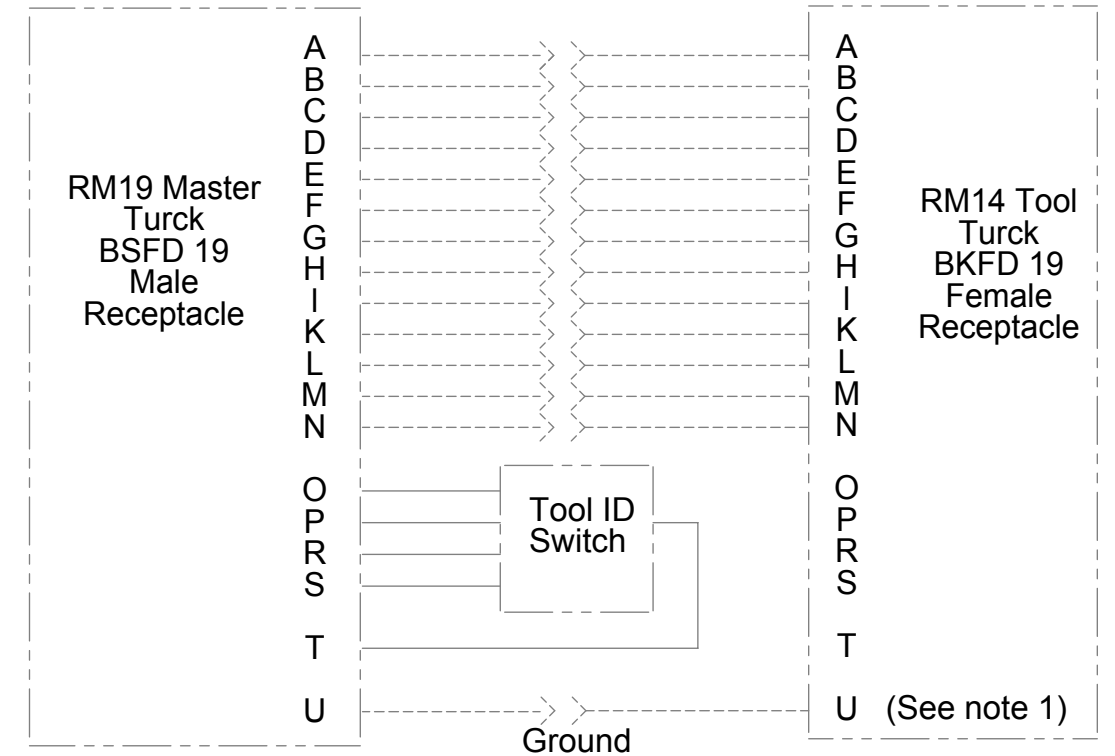 RM19 Master
Turck
BSFD 19
Male
Receptacle
A
B
C
D
E
F
G
H
I
K
L
M
N
O
P
R
S
T
U
Tool ID
Switch
Ground
A
B
C
D
E
F
G
H
I
K
L
M
N
O
P
R
S
T
U (See note 1)
RM14 Tool
Turck
BKFD 19
Female
Receptacle